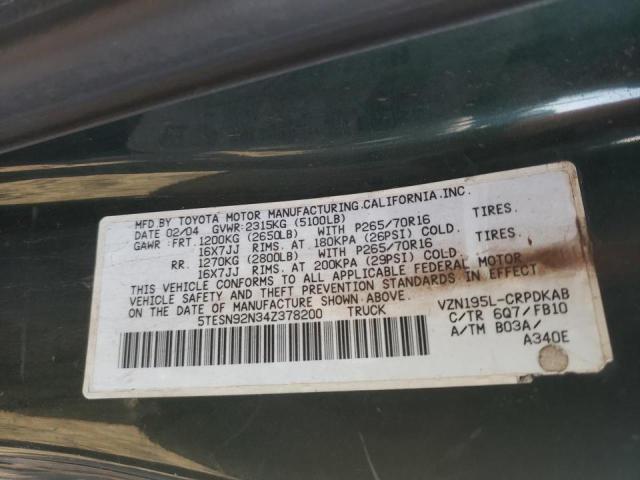 MFD.BY TOYOTA MOTOR MANUFACTURING.CALIFORNIA.INC.
DATE 02/04 GVWR:2315KG (5100LB)
GAWR: FRT.1200KG (2650LB) WITH P265/70R16 TIRES.
16X7JJ RIMS. AT 180KPA (26PSI) COLD.
RR. 1270KG (2800LB) WITH P265/70R16 TIRES.
16X7JJ RIMS. AT 200KPA (29PSI) COLD.
THIS VEHICLE CONFORMS TO ALL APPLICABLE FEDERAL MOTOR
VEHICLE SAFETY AND THEFT PREVENTION STANDARDS IN EFFECT
ON THE DATE OF MANUFACTURE SHOWN ABOVE.
5TESN92N34Z378200 TRUCK
VZN195L-CRPDKAB
C/TR 6Q7/FB10
A/TM B03A/
A340E